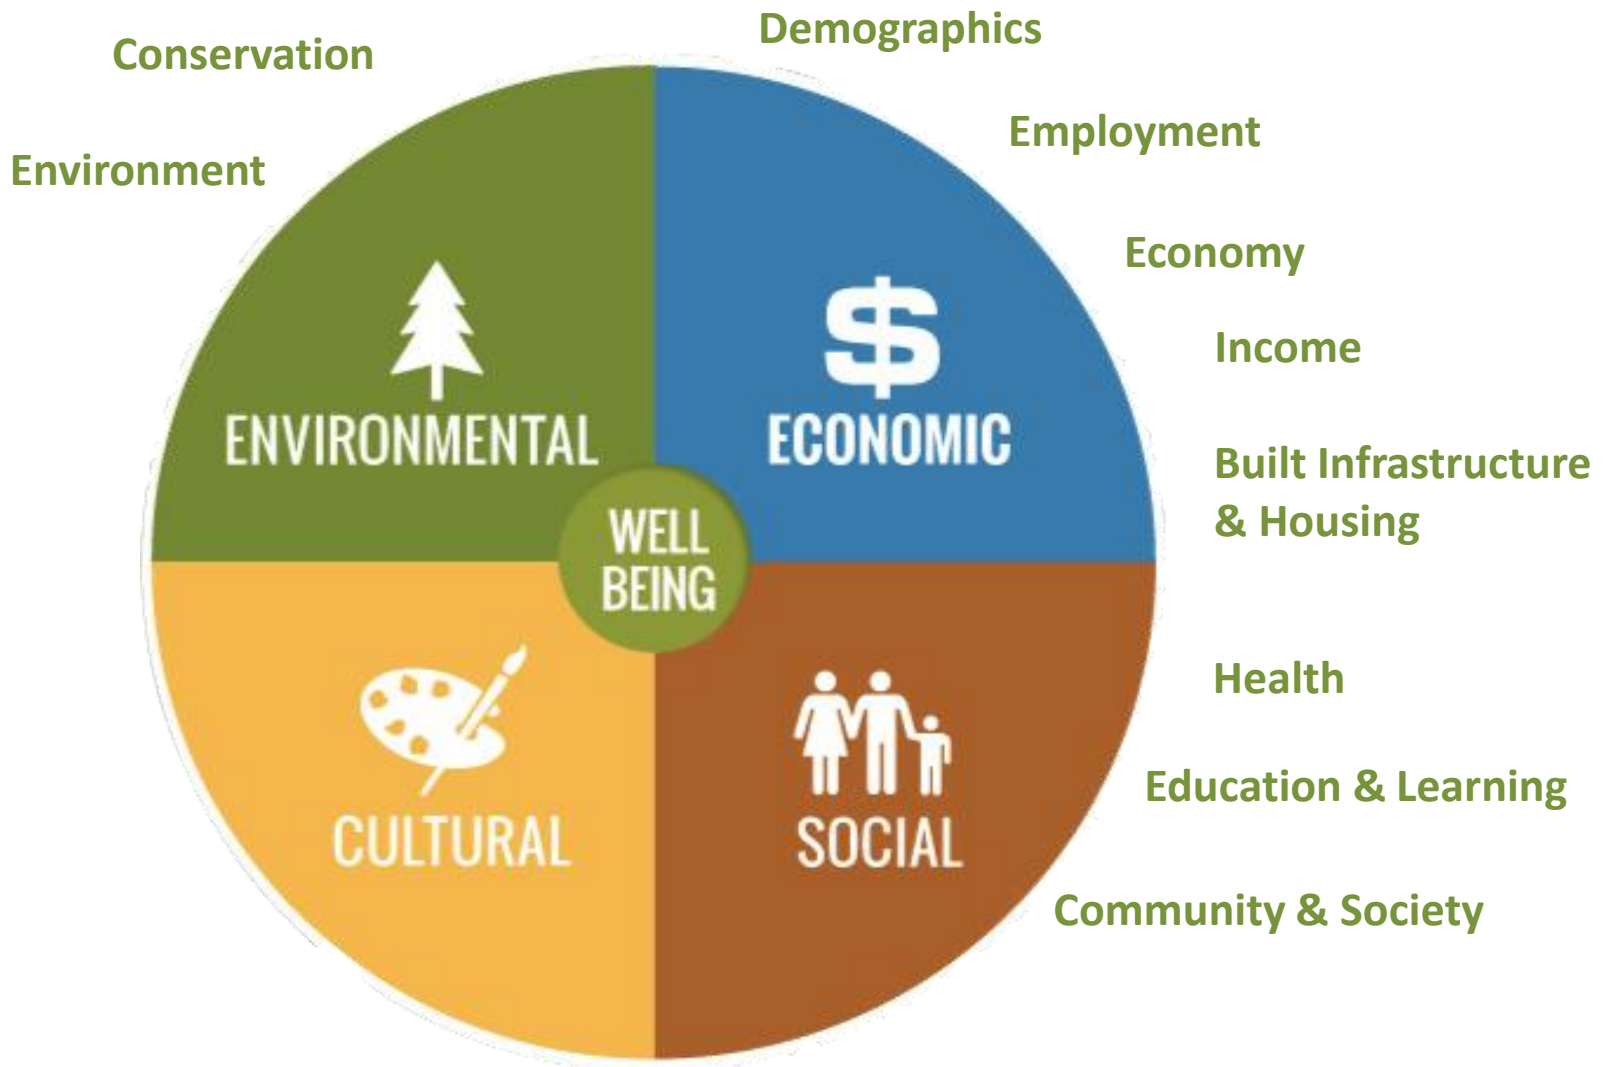 Conservation
Demographics
Environment
Employment
Economy
Income
Built Infrastructure
& Housing
ENVIRONMENTAL
ECONOMIC
WELL
BEING
CULTURAL
SOCIAL
Health
Education & Learning
Community & Society